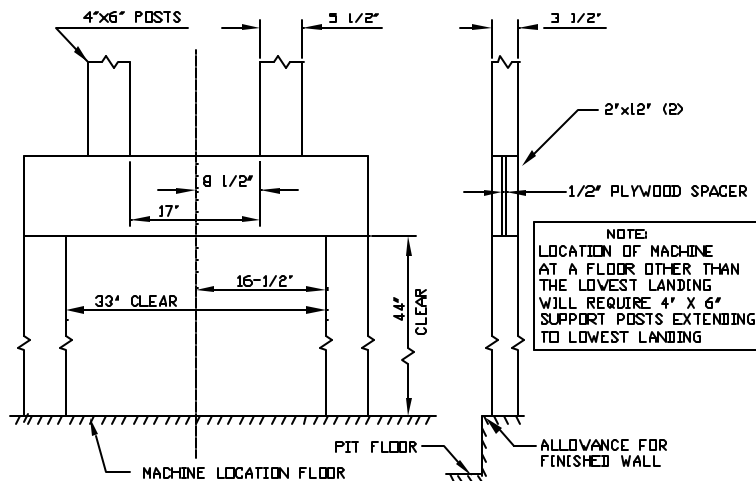 4"x6" POSTS
5 1/2"
3 1/2"
2"x12" (2)
8 1/2"
1/2" PLYWOOD SPACER
17"
NOTE:
LOCATION OF MACHINE
AT A FLOOR OTHER THAN
THE LOWEST LANDING
WILL REQUIRE 4" X 6"
SUPPORT POSTS EXTENDING
TO LOWEST LANDING
16-1/2"
33" CLEAR
44"
CLEAR
PIT FLOOR
ALLOWANCE FOR
FINISHED WALL
MACHINE LOCATION FLOOR